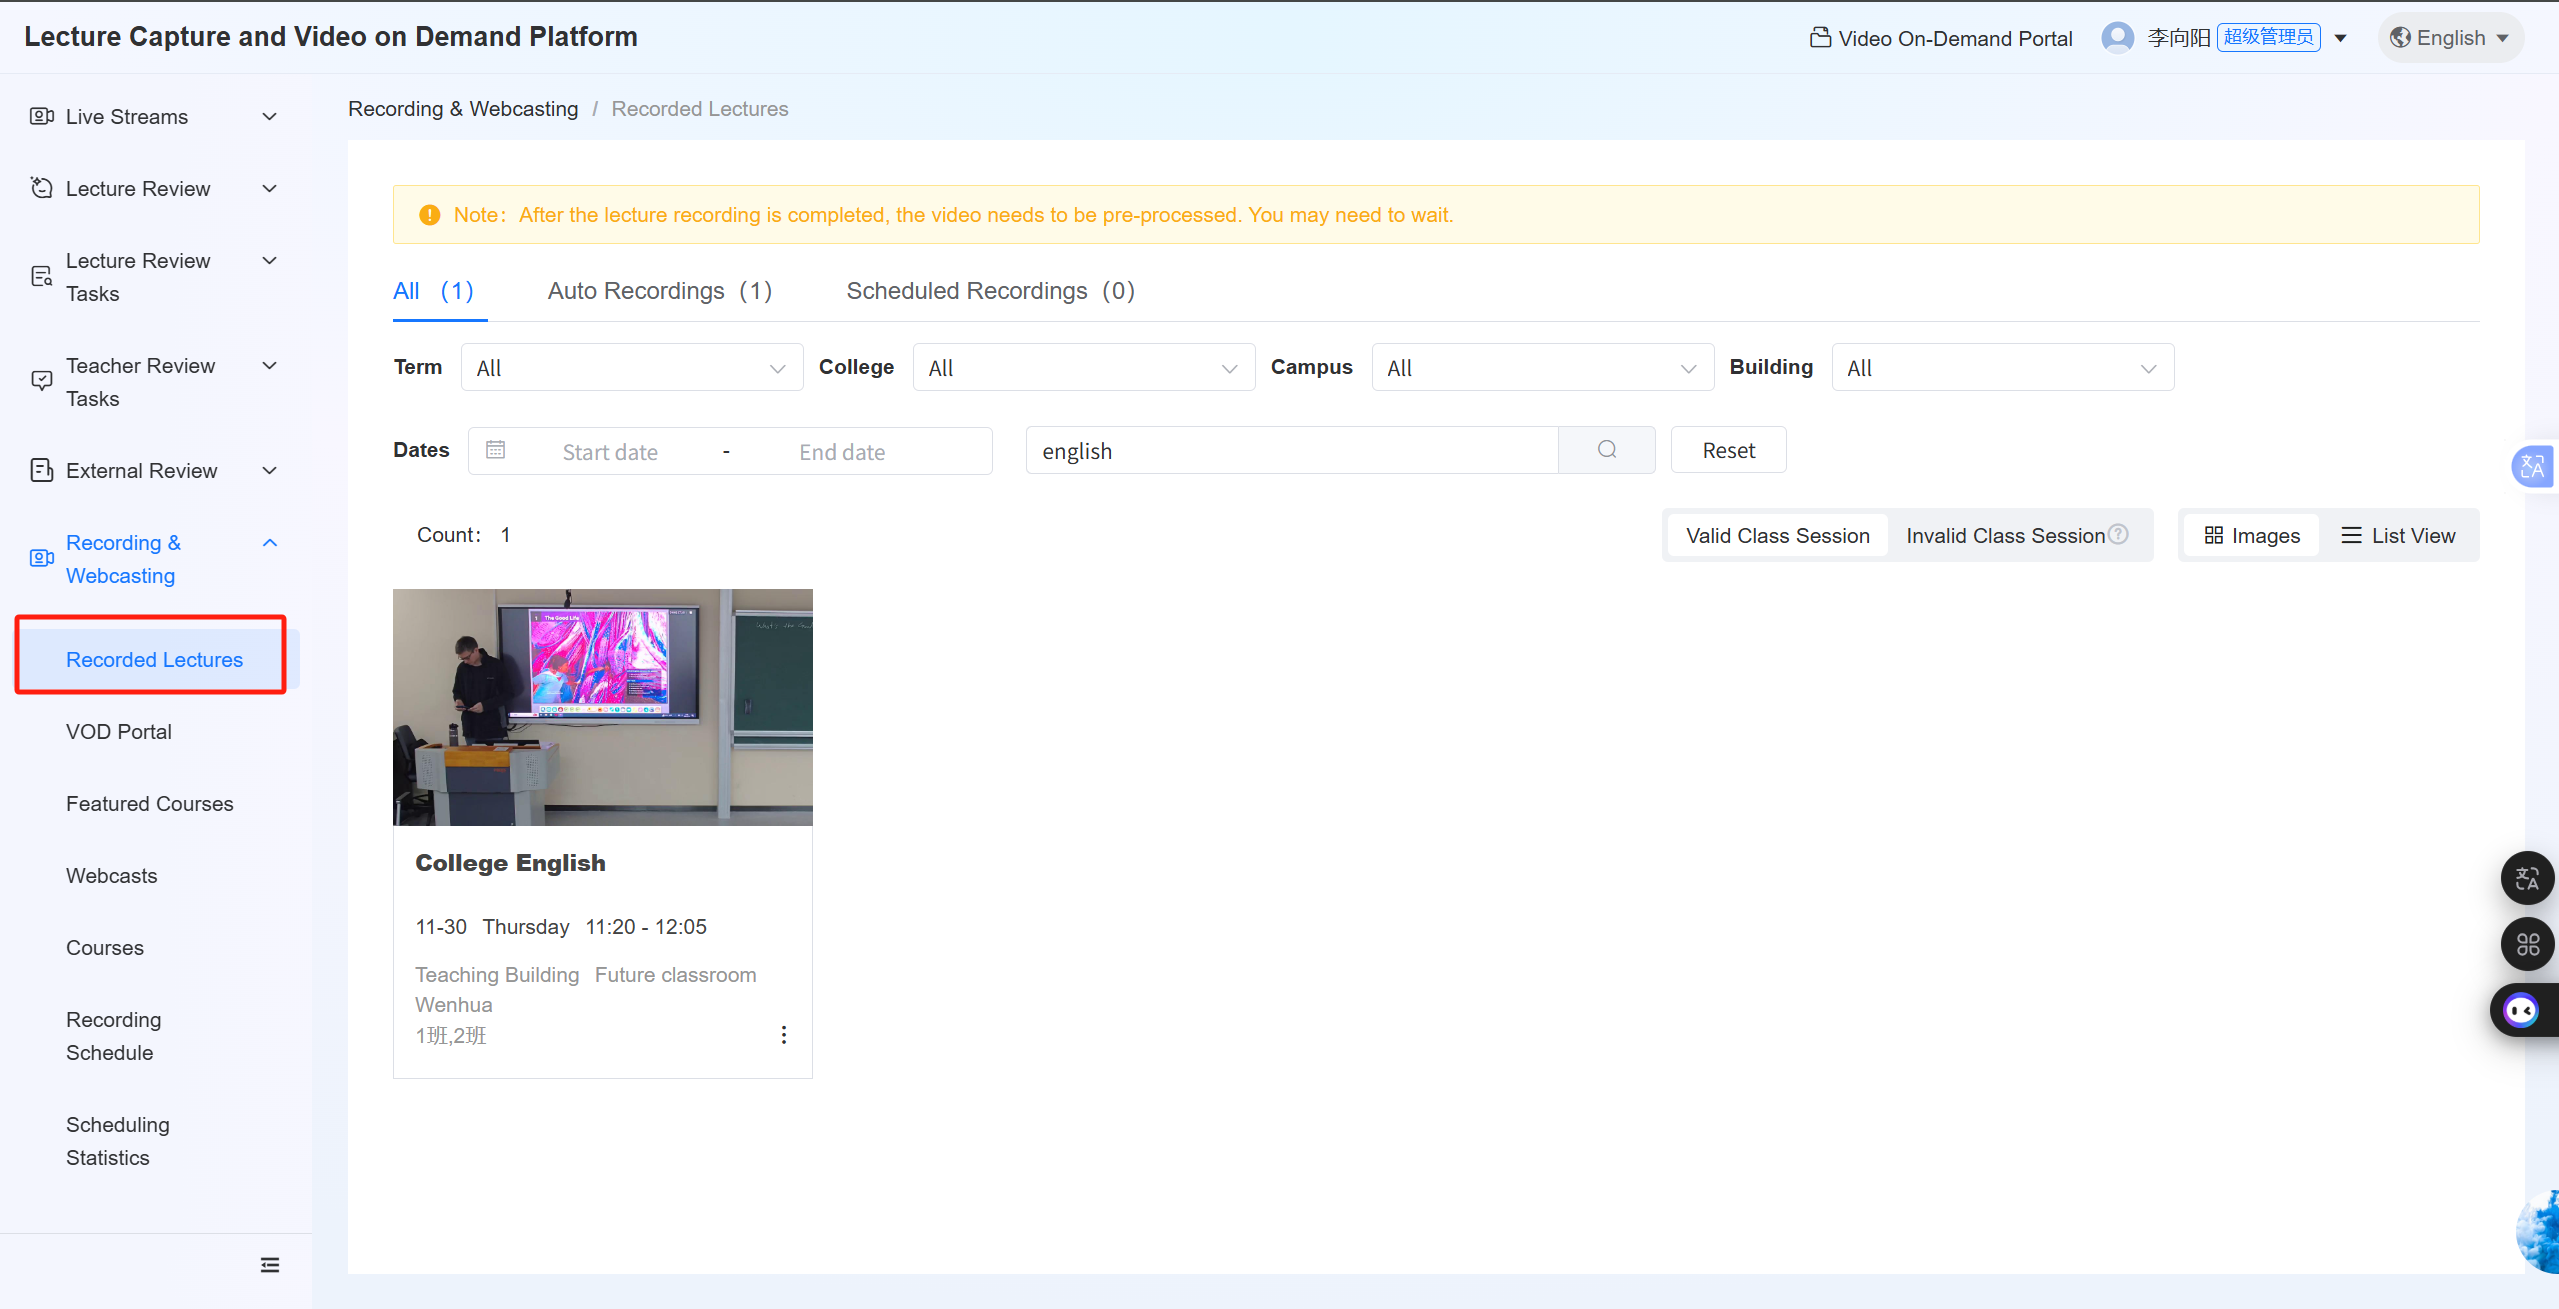 Lecture Capture and Video on Demand Platform
Video On-Demand Portal
李向阳 超级管理员
English
Live Streams
Lecture Review
Lecture Review
Tasks
Teacher Review
Tasks
External Review
Recording &
Webcasting
Recorded Lectures
VOD Portal
Featured Courses
Webcasts
Courses
Recording
Schedule
Scheduling
Statistics
Recording & Webcasting / Recorded Lectures
Note：After the lecture recording is completed, the video needs to be pre-processed. You may need to wait.
All （1） Auto Recordings（1） Scheduled Recordings（0）
Term All College All Campus All Building All
Dates Start date - End date english Reset
Count： 1
Valid Class Session Invalid Class Session Images List View
1 The Good Life
College English
11-30 Thursday 11:20 - 12:05
Teaching Building Future classroom
Wenhua
1班,2班